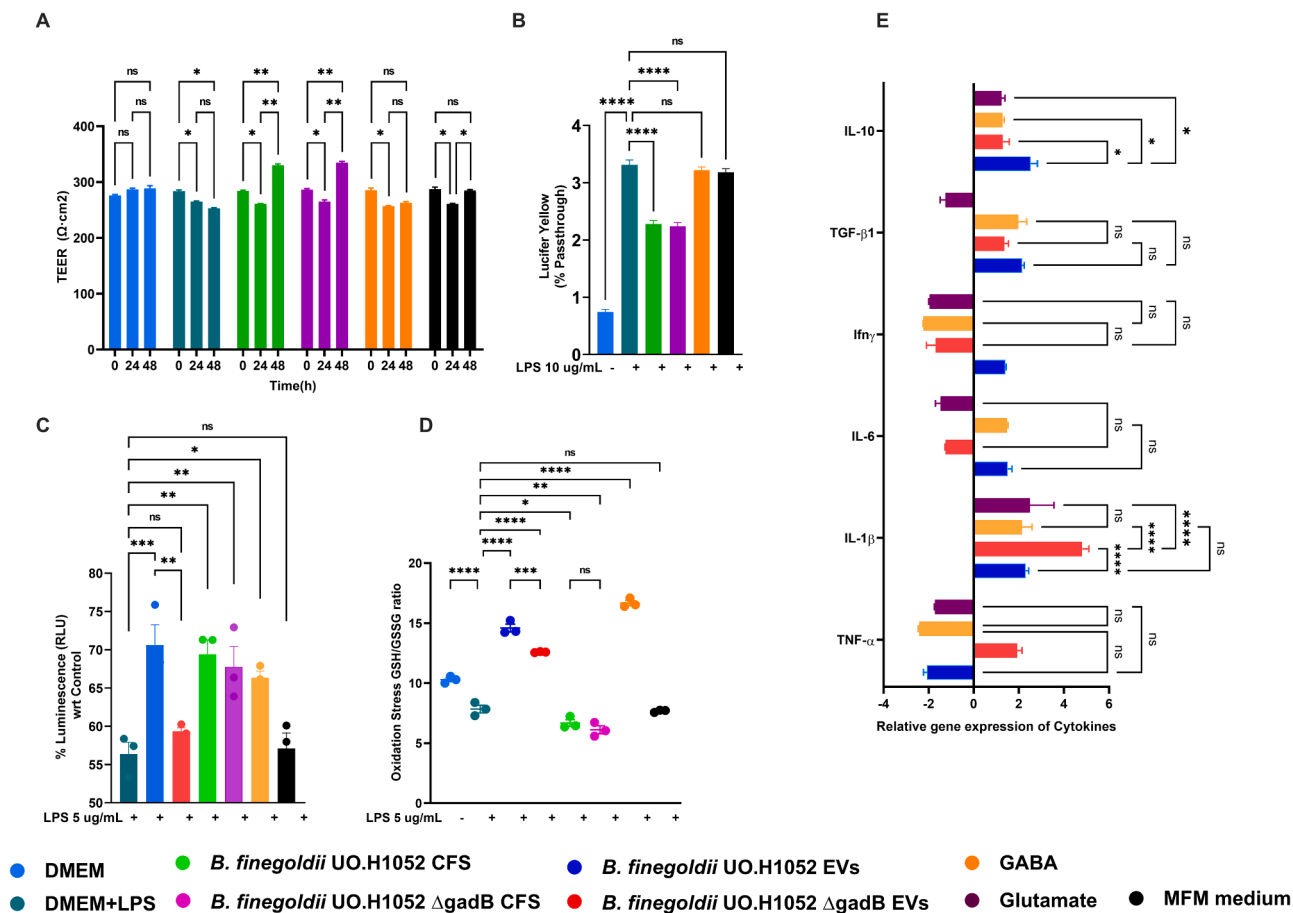 A
ns
*
**
**
ns
ns
ns
**
**
ns
ns
*
*
*
*
*
*
TEER (Ω·cm2)
400
300
200
100
0
0 24 48 0 24 48 0 24 48 0 24 48 0 24 48 0 24 48
Time(h)
B
ns
****
**** ns
****
Lucifer Yellow
(% Passthrough)
4
3
2
1
0
LPS 10 ug/mL - + + + + +
C
ns
*
**
**
ns
***
**
% Luminescence (RLU)
wrt Control
80
75
70
65
60
55
50
LPS 5 ug/mL + + + + + + +
D
ns
****
**
*
****
****
**** *** ns
Oxidation Stress GSH/GSSG ratio
20
15
10
5
0
LPS 5 ug/mL - + + + + + + +
E
IL-10
* * *
TGF-β1
ns ns ns
Ifnγ
ns ns ns
IL-6
ns ns
IL-1β
ns **** **** **** ns
TNF-α
ns ns ns
-4 -2 0 2 4 6
Relative gene expression of Cytokines
DMEM
DMEM+LPS
B. finegoldii UO.H1052 CFS
B. finegoldii UO.H1052 ΔgadB CFS
B. finegoldii UO.H1052 EVs
B. finegoldii UO.H1052 ΔgadB EVs
GABA
Glutamate
MFM medium